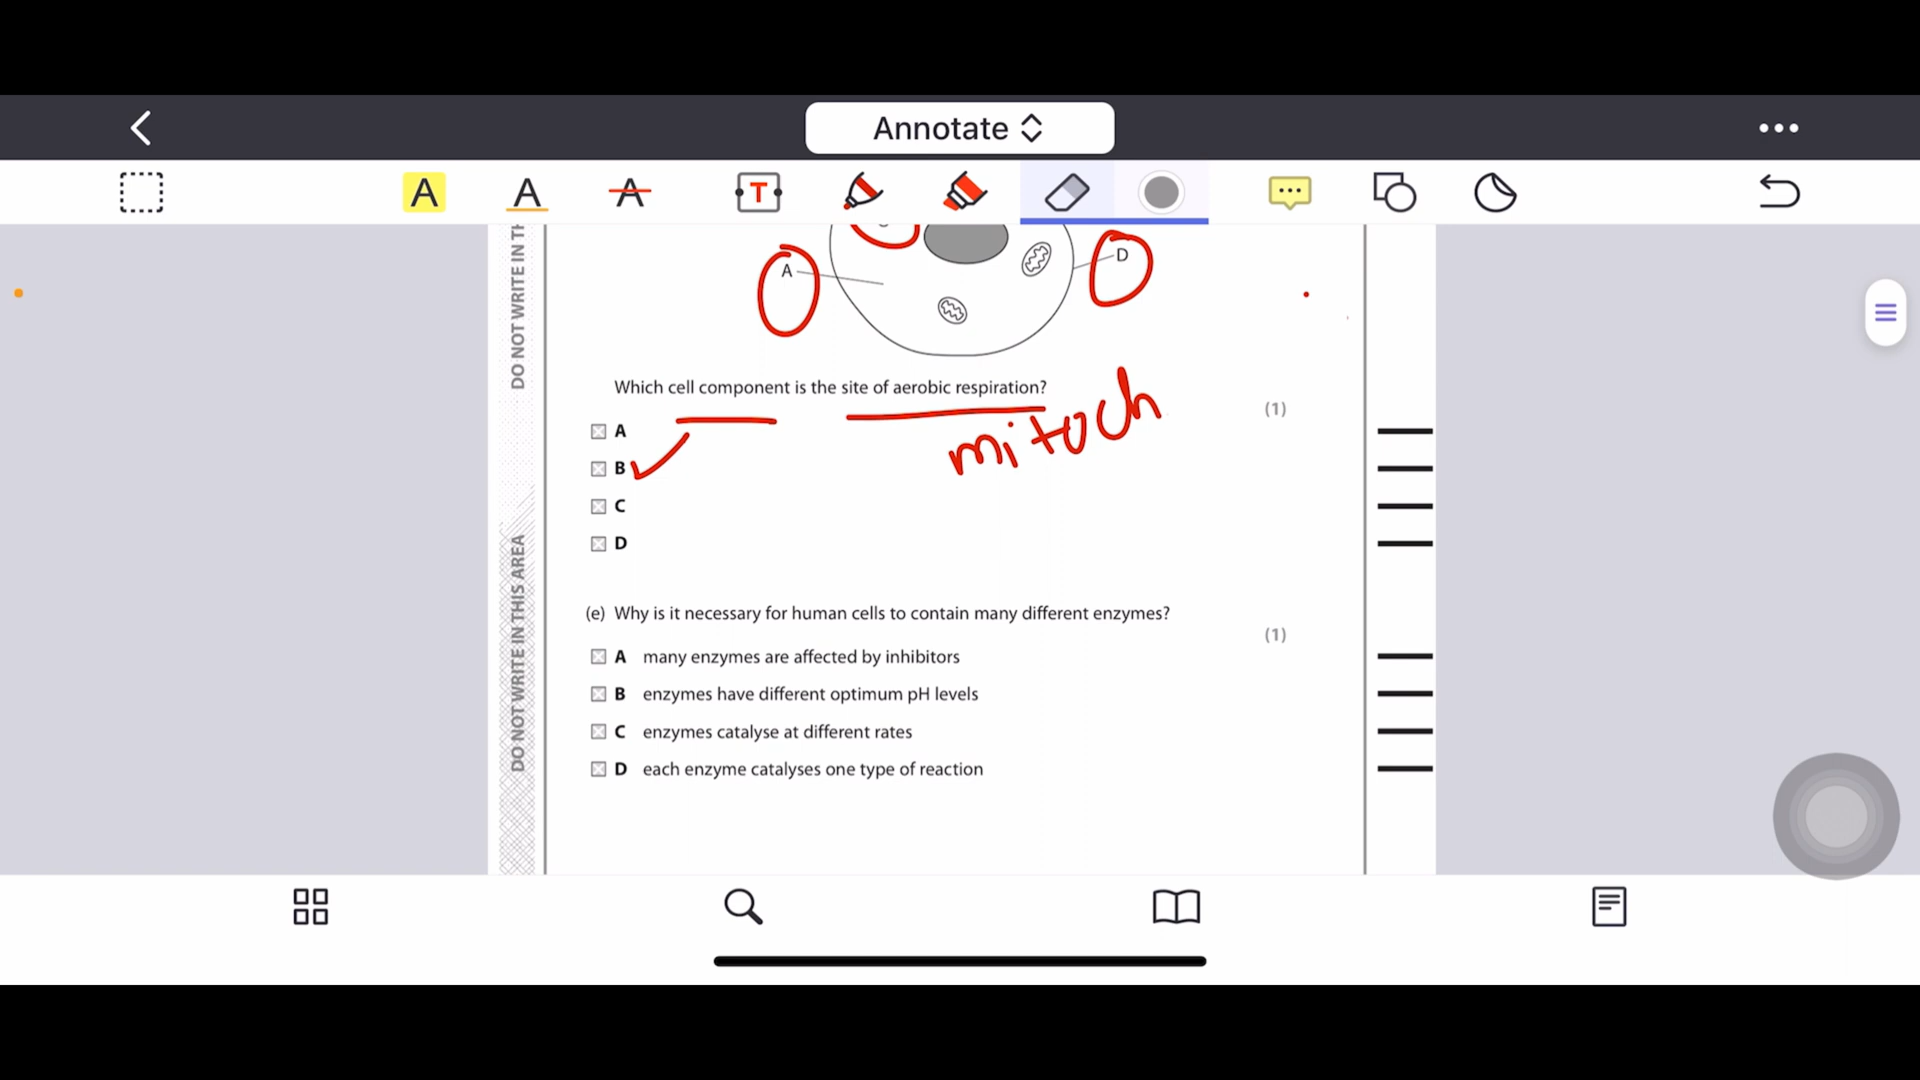 Annotate
A A A T
DO NOT WRITE IN TH
A
D
Which cell component is the site of aerobic respiration?
(1)
mitoch
A
B
C
D
DO NOT WRITE IN THIS AREA
(e) Why is it necessary for human cells to contain many different enzymes?
(1)
A many enzymes are affected by inhibitors
B enzymes have different optimum pH levels
C enzymes catalyse at different rates
D each enzyme catalyses one type of reaction